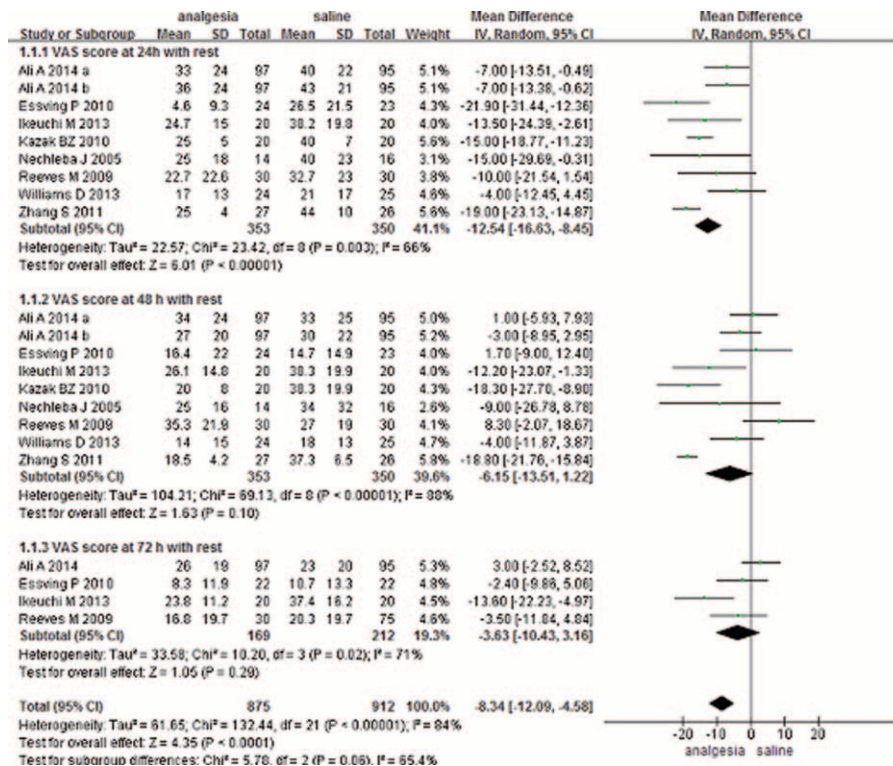 analgesia saline Mean Difference Mean Difference
Study or Subgroup Mean SD Total Mean SD Total Weight IV, Random, 95% CI IV, Random, 95% CI
1.1.1 VAS score at 24h with rest
Ali A 2014 a 33 24 97 40 22 95 5.1% -7.00 [-13.51, -0.49]
Ali A 2014 b 36 24 97 43 21 95 5.1% -7.00 [-13.38, -0.62]
Essving P 2010 4.6 9.3 24 26.5 21.5 23 4.3% -21.90 [-31.44, -12.36]
Ikeuchi M 2013 24.7 15 20 38.2 19.8 20 4.0% -13.50 [-24.39, -2.61]
Kazak BZ 2010 25 5 20 40 7 20 5.6% -15.00 [-18.77, -11.23]
Nechleba J 2005 25 18 14 40 23 16 3.1% -15.00 [-29.69, -0.31]
Reeves M 2009 22.7 22.6 30 32.7 23 30 3.8% -10.00 [-21.54, 1.54]
Williams D 2013 17 13 24 21 17 25 4.6% -4.00 [-12.45, 4.45]
Zhang S 2011 25 4 27 44 10 26 5.6% -19.00 [-23.13, -14.87]
Subtotal (95% CI) 353 350 41.1% -12.54 [-16.63, -8.45]
Heterogeneity: Tau² = 22.57; Chi² = 23.42, df = 8 (P = 0.003); I² = 66%
Test for overall effect: Z = 6.01 (P < 0.00001)
1.1.2 VAS score at 48 h with rest
Ali A 2014 a 34 24 97 33 25 95 5.0% 1.00 [-5.93, 7.93]
Ali A 2014 b 27 20 97 30 22 95 5.2% -3.00 [-8.95, 2.95]
Essving P 2010 16.4 22 24 14.7 14.9 23 4.0% 1.70 [-9.00, 12.40]
Ikeuchi M 2013 26.1 14.8 20 38.3 19.9 20 4.0% -12.20 [-23.07, -1.33]
Kazak BZ 2010 20 8 20 38.3 19.9 20 4.4% -18.30 [-27.70, -8.90]
Nechleba J 2005 25 16 14 34 32 16 2.6% -9.00 [-26.78, 8.78]
Reeves M 2009 35.3 21.9 30 27 19 30 4.1% 8.30 [-2.07, 18.67]
Williams D 2013 14 15 24 18 13 25 4.7% -4.00 [-11.87, 3.87]
Zhang S 2011 18.5 4.2 27 37.3 6.5 26 5.8% -18.80 [-21.76, -15.84]
Subtotal (95% CI) 353 350 39.6% -6.15 [-13.51, 1.22]
Heterogeneity: Tau² = 104.21; Chi² = 69.13, df = 8 (P < 0.00001); I² = 88%
Test for overall effect: Z = 1.63 (P = 0.10)
1.1.3 VAS score at 72 h with rest
Ali A 2014 26 19 97 23 20 95 5.3% 3.00 [-2.52, 8.52]
Essving P 2010 8.3 11.9 22 10.7 13.3 22 4.8% -2.40 [-9.86, 5.06]
Ikeuchi M 2013 23.8 11.2 20 37.4 16.2 20 4.5% -13.60 [-22.23, -4.97]
Reeves M 2009 16.8 19.7 30 20.3 19.7 75 4.6% -3.50 [-11.84, 4.84]
Subtotal (95% CI) 169 212 19.3% -3.63 [-10.43, 3.16]
Heterogeneity: Tau² = 33.58; Chi² = 10.20, df = 3 (P = 0.02); I² = 71%
Test for overall effect: Z = 1.05 (P = 0.29)
Total (95% CI) 875 912 100.0% -8.34 [-12.09, -4.58]
Heterogeneity: Tau² = 61.65; Chi² = 132.44, df = 21 (P < 0.00001); I² = 84%
Test for overall effect: Z = 4.35 (P < 0.0001)
Test for subgroup differences: Chi² = 5.78, df = 2 (P = 0.06), I² = 65.4%
-20 -10 0 10 20
analgesia saline